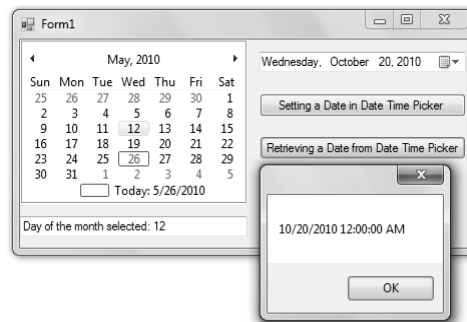 Form1
May, 2010
Sun Mon Tue Wed Thu Fri Sat
25 26 27 28 29 30 1
2 3 4 5 6 7 8
9 10 11 12 13 14 15
16 17 18 19 20 21 22
23 24 25 26 27 28 29
30 31 1 2 3 4 5
Today: 5/26/2010
Day of the month selected: 12
Wednesday, October 20, 2010
Setting a Date in Date Time Picker
Retrieving a Date from Date Time Picker
10/20/2010 12:00:00 AM
OK